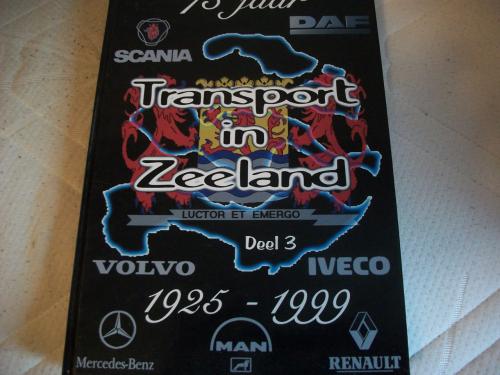 75 jaar
SCANIA
DAF
Transport
in
Zeeland
LUCTOR ET EMERGO
Deel 3
VOLVO
IVECO
1925 - 1999
Mercedes-Benz
MAN
RENAULT